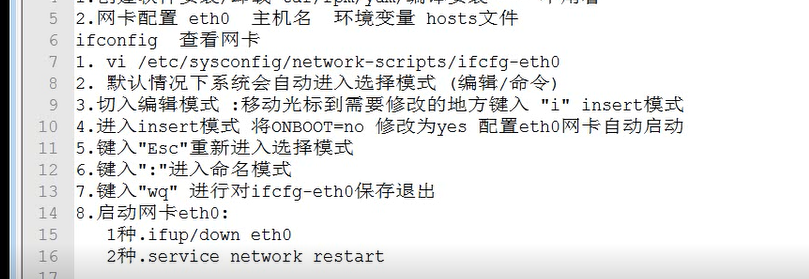 5 2.网卡配置 eth0 主机名 环境变量 hosts文件
6 ifconfig 查看网卡
7 1. vi /etc/sysconfig/network-scripts/ifcfg-eth0
8 2. 默认情况下系统会自动进入选择模式 (编辑/命令)
9 3.切入编辑模式 :移动光标到需要修改的地方键入 "i" insert模式
10 4.进入insert模式 将ONBOOT=no 修改为yes 配置eth0网卡自动启动
11 5.键入"Esc"重新进入选择模式
12 6.键入":"进入命名模式
13 7.键入"wq" 进行对ifcfg-eth0保存退出
14 8.启动网卡eth0:
15 1种.ifup/down eth0
16 2种.service network restart
17